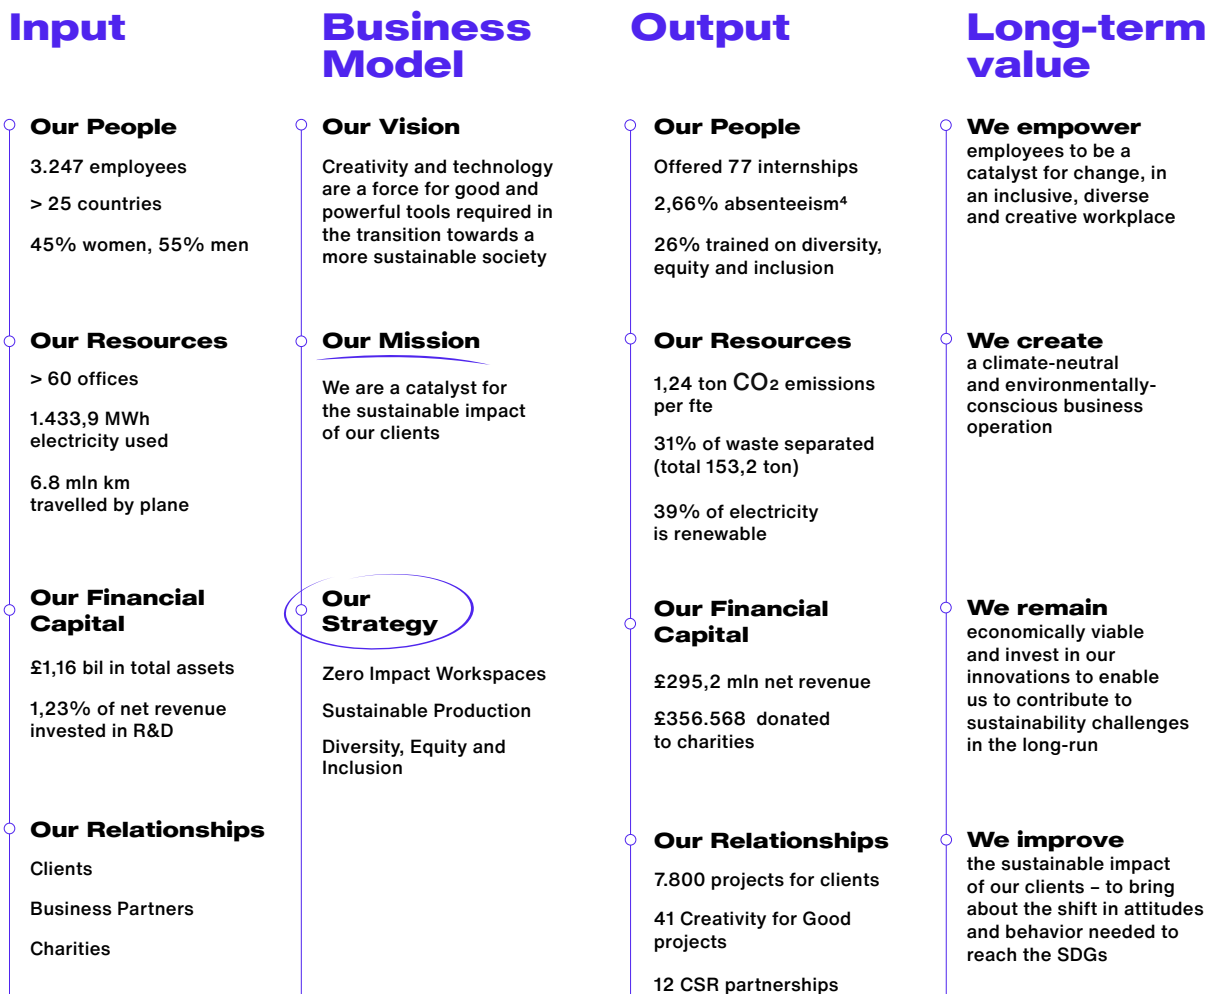 Input
Our People
3.247 employees
> 25 countries
45% women, 55% men
Our Resources
> 60 offices
1.433,9 MWh
electricity used
6.8 mln km
travelled by plane
Our Financial
Capital
£1,16 bil in total assets
1,23% of net revenue
invested in R&D
Our Relationships
Clients
Business Partners
Charities
Business
Model
Our Vision
Creativity and technology
are a force for good and
powerful tools required in
the transition towards a
more sustainable society
Our Mission
We are a catalyst for
the sustainable impact
of our clients
Our
Strategy
Zero Impact Workspaces
Sustainable Production
Diversity, Equity and
Inclusion
Output
Our People
Offered 77 internships
2,66% absenteeism⁴
26% trained on diversity,
equity and inclusion
Our Resources
1,24 ton CO₂ emissions
per fte
31% of waste separated
(total 153,2 ton)
39% of electricity
is renewable
Our Financial
Capital
£295,2 mln net revenue
£356.568 donated
to charities
Our Relationships
7.800 projects for clients
41 Creativity for Good
projects
12 CSR partnerships
Long-term
value
We empower
employees to be a
catalyst for change, in
an inclusive, diverse
and creative workplace
We create
a climate-neutral
and environmentally-
conscious business
operation
We remain
economically viable
and invest in our
innovations to enable
us to contribute to
sustainability challenges
in the long-run
We improve
the sustainable impact
of our clients – to bring
about the shift in attitudes
and behavior needed to
reach the SDGs